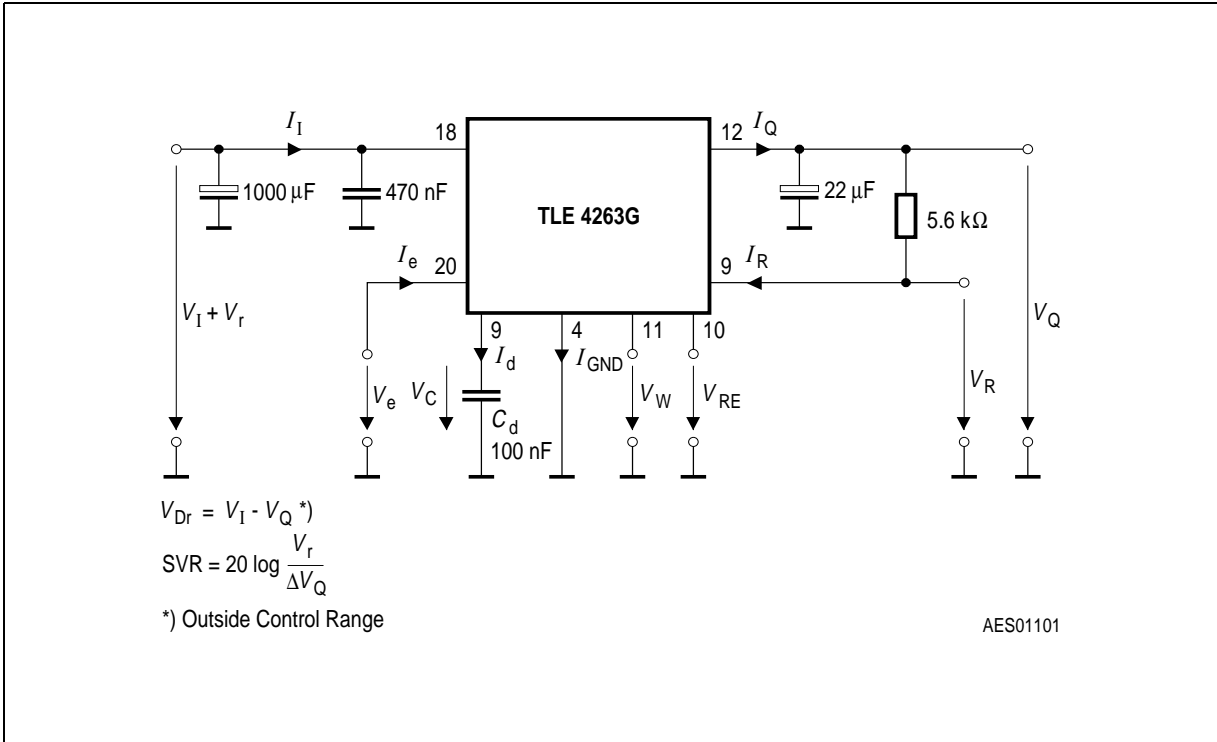 I_I
18
12
I_Q
1000 μF
470 nF
TLE 4263G
22 μF
5.6 kΩ
I_e
20
9
I_R
V_I + V_r
9
4
11
10
V_Q
I_d
I_GND
V_e
V_C
V_W
V_RE
V_R
C_d
100 nF
V_Dr = V_I - V_Q *)
SVR = 20 log V_r / ΔV_Q
*) Outside Control Range
AES01101